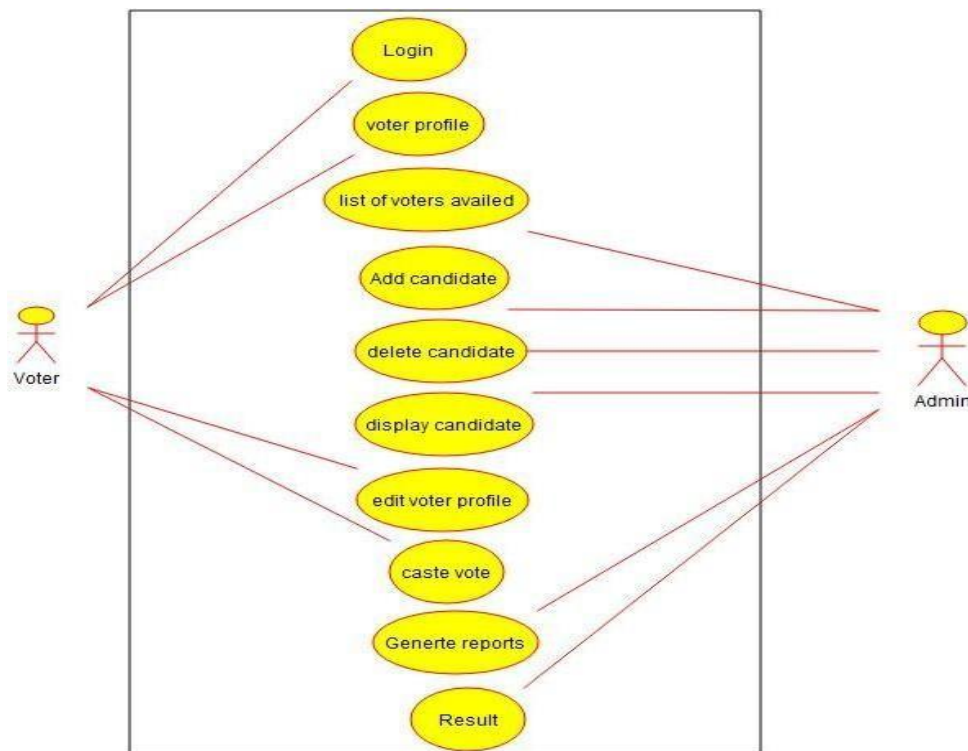 Login
voter profile
list of voters availed
Add candidate
delete candidate
display candidate
edit voter profile
caste vote
Generte reports
Result
Voter
Admin